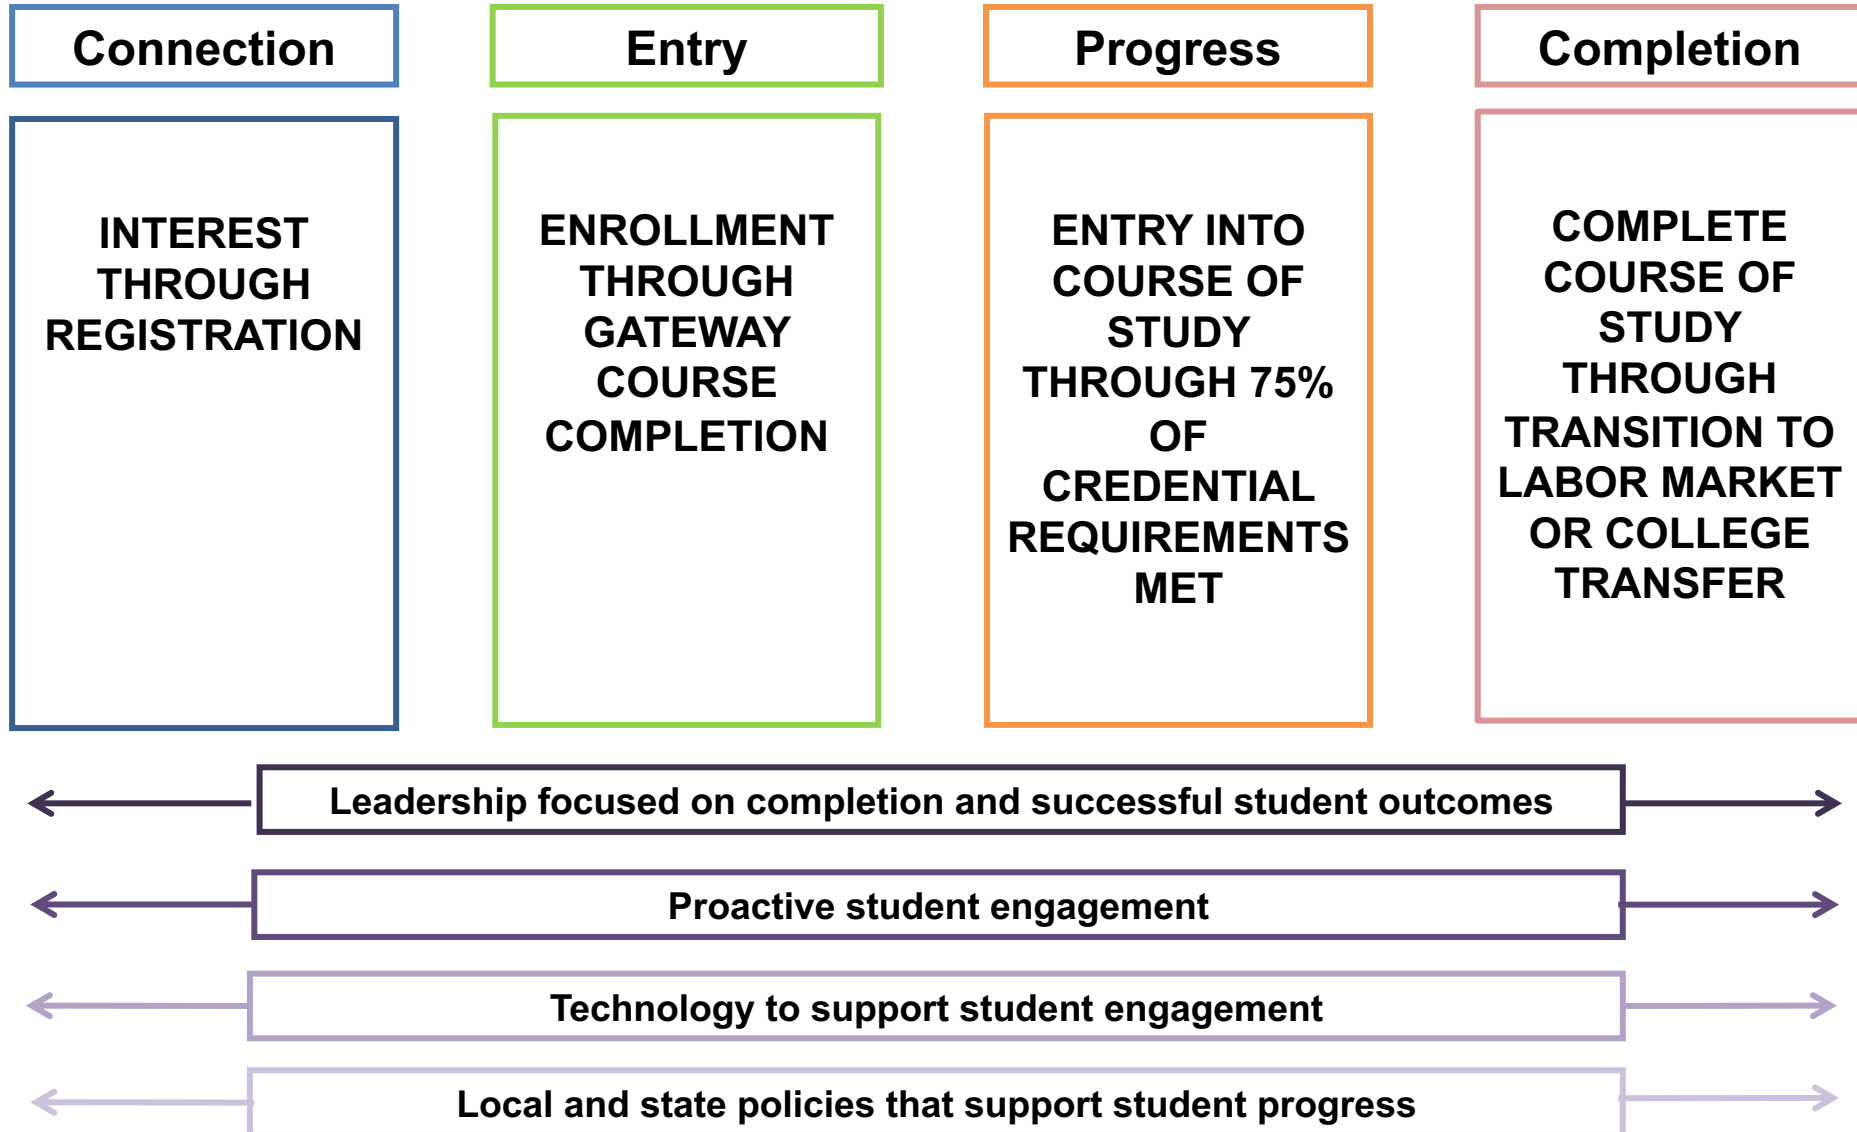 Connection
Entry
Progress
Completion
INTEREST
THROUGH
REGISTRATION
ENROLLMENT
THROUGH
GATEWAY
COURSE
COMPLETION
ENTRY INTO
COURSE OF
STUDY
THROUGH 75%
OF
CREDENTIAL
REQUIREMENTS
MET
COMPLETE
COURSE OF
STUDY
THROUGH
TRANSITION TO
LABOR MARKET
OR COLLEGE
TRANSFER
Leadership focused on completion and successful student outcomes
Proactive student engagement
Technology to support student engagement
Local and state policies that support student progress